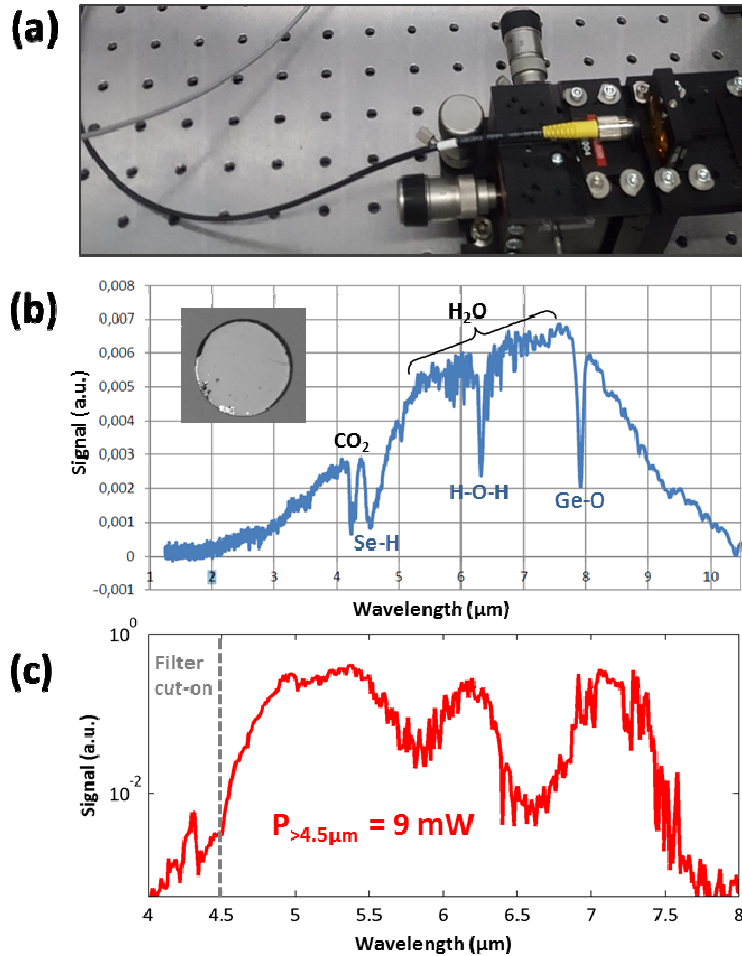 (a)
(b)
0,008
0,007
0,006
0,005
0,004
0,003
0,002
0,001
0
-0,001
Signal (a.u.)
H₂O
CO₂
Se-H
H-O-H
Ge-O
1 2 3 4 5 6 7 8 9 10
Wavelength (µm)
(c)
10⁰
10⁻²
Signal (a.u.)
Filter
cut-on
P>4.5µm = 9 mW
4 4.5 5 5.5 6 6.5 7 7.5 8
Wavelength (µm)